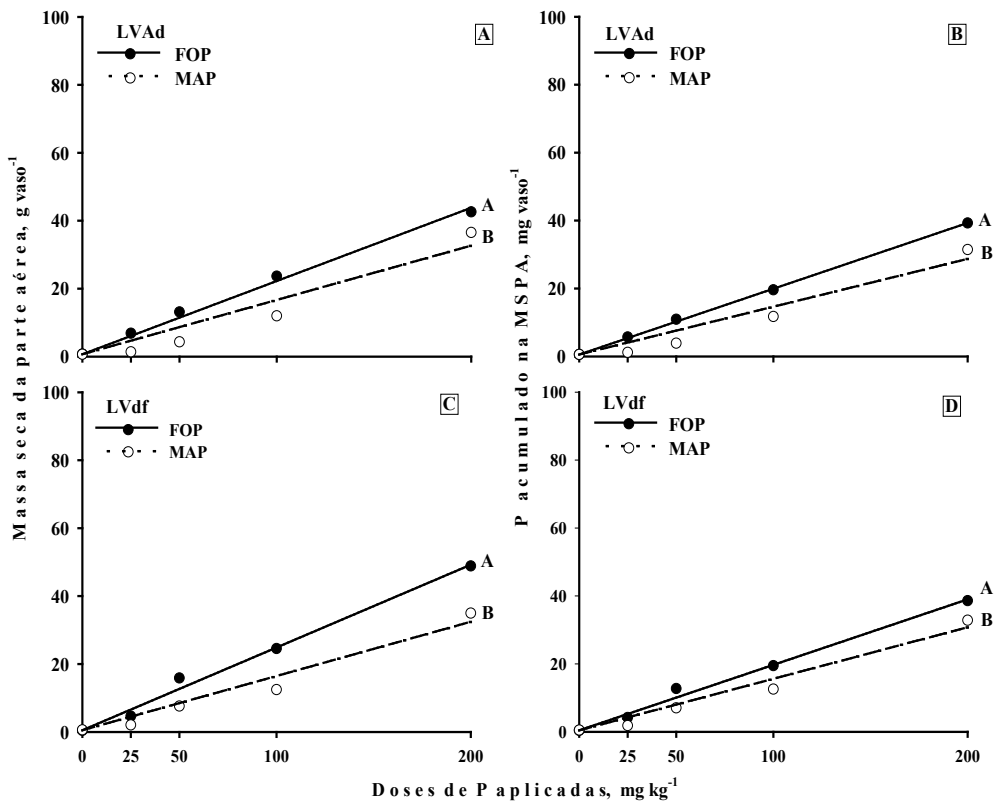 100
80
60
40
20
0
LVAd
FOP
MAP
A
A
B
100
80
60
40
20
0
LVAd
FOP
MAP
B
A
B
100
80
60
40
20
0
0 25 50 100 200
LVdf
FOP
MAP
C
A
B
100
80
60
40
20
0
0 25 50 100 200
LVdf
FOP
MAP
D
A
B
Massa seca da parte aérea, g vaso⁻¹
P acumulado na MSPA, mg vaso⁻¹
Doses de P aplicadas, mg kg⁻¹